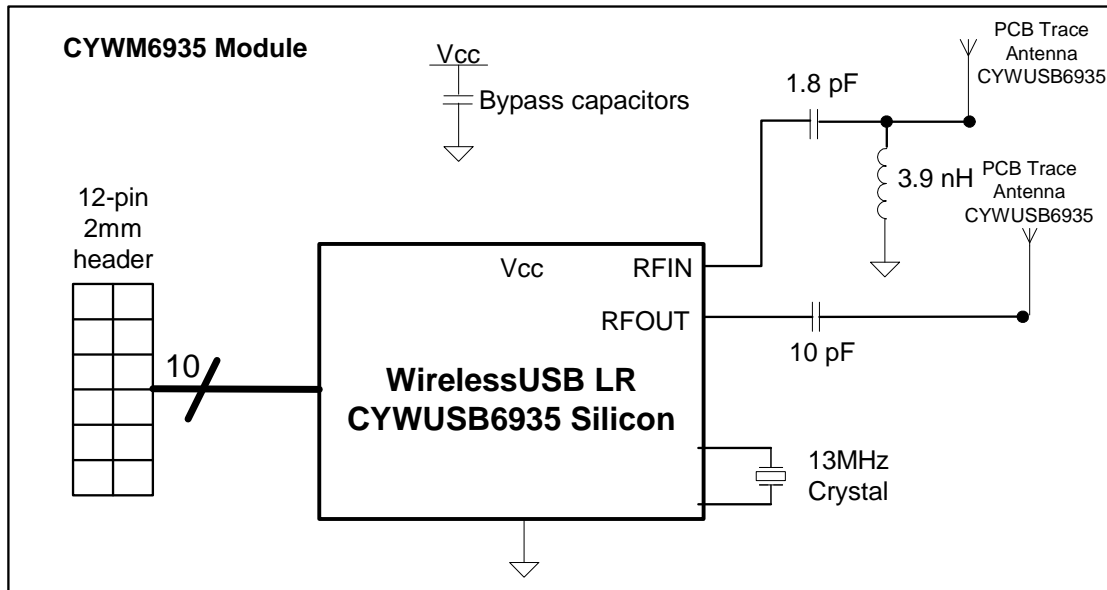 CYWM6935 Module
Vcc
Bypass capacitors
1.8 pF
PCB Trace
Antenna
CYWUSB6935
3.9 nH
PCB Trace
Antenna
CYWUSB6935
12-pin
2mm
header
10
Vcc
RFIN
RFOUT
10 pF
WirelessUSB LR
CYWUSB6935 Silicon
13MHz
Crystal